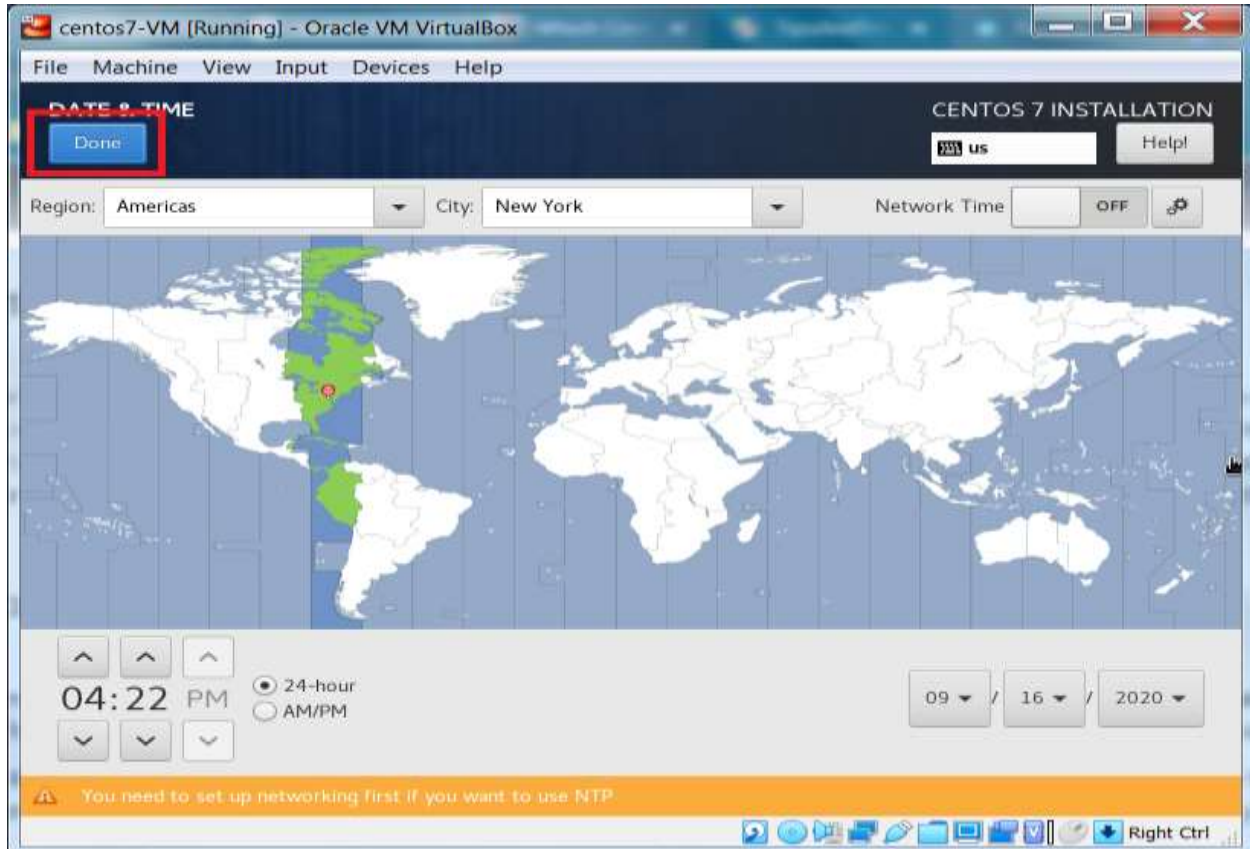 centos7-VM [Running] - Oracle VM VirtualBox
File Machine View Input Devices Help
DATE & TIME
CENTOS 7 INSTALLATION
Done
us
Help!
Region: Americas City: New York Network Time OFF
04:22 PM
24-hour
AM/PM
09 / 16 / 2020
You need to set up networking first if you want to use NTP
Right Ctrl